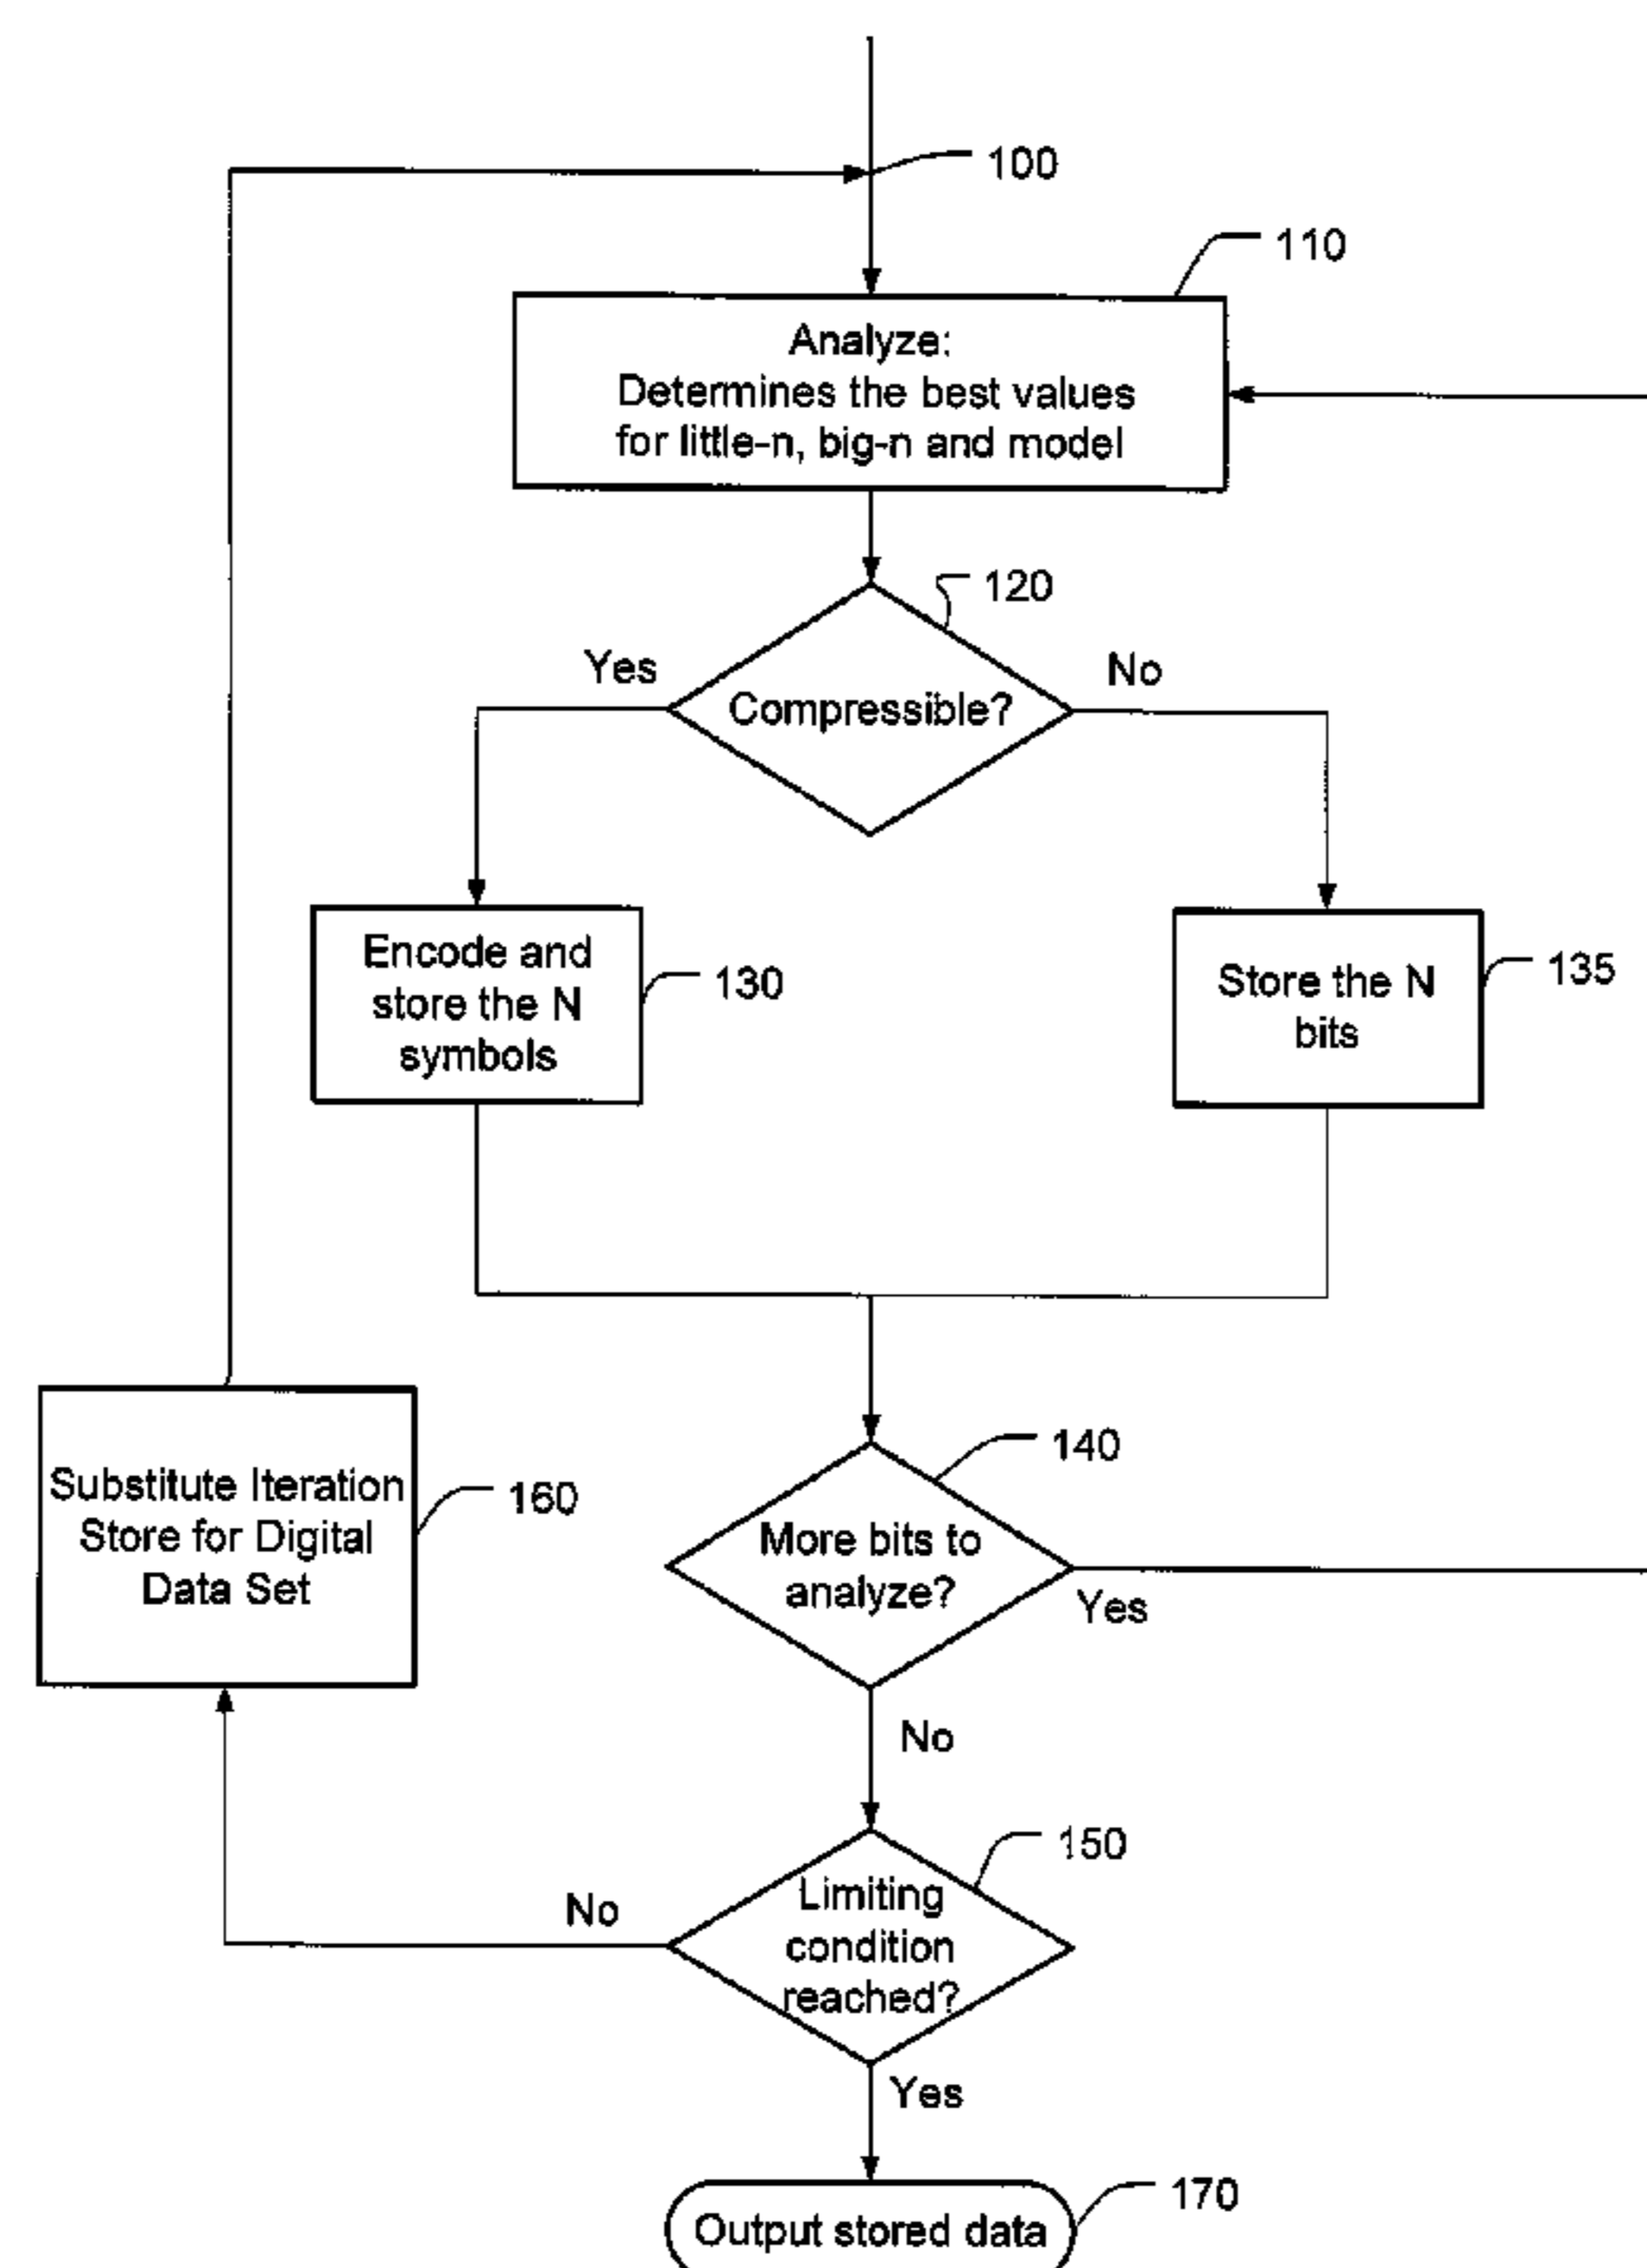 100
110
Analyze:
Determines the best values
for little-n, big-n and model
120
Yes
No
Compressible?
Encode and
store the N
symbols
130
Store the N
bits
135
140
More bits to
analyze?
Yes
Substitute Iteration
Store for Digital
Data Set
160
No
150
Limiting
condition
reached?
No
Yes
170
Output stored data